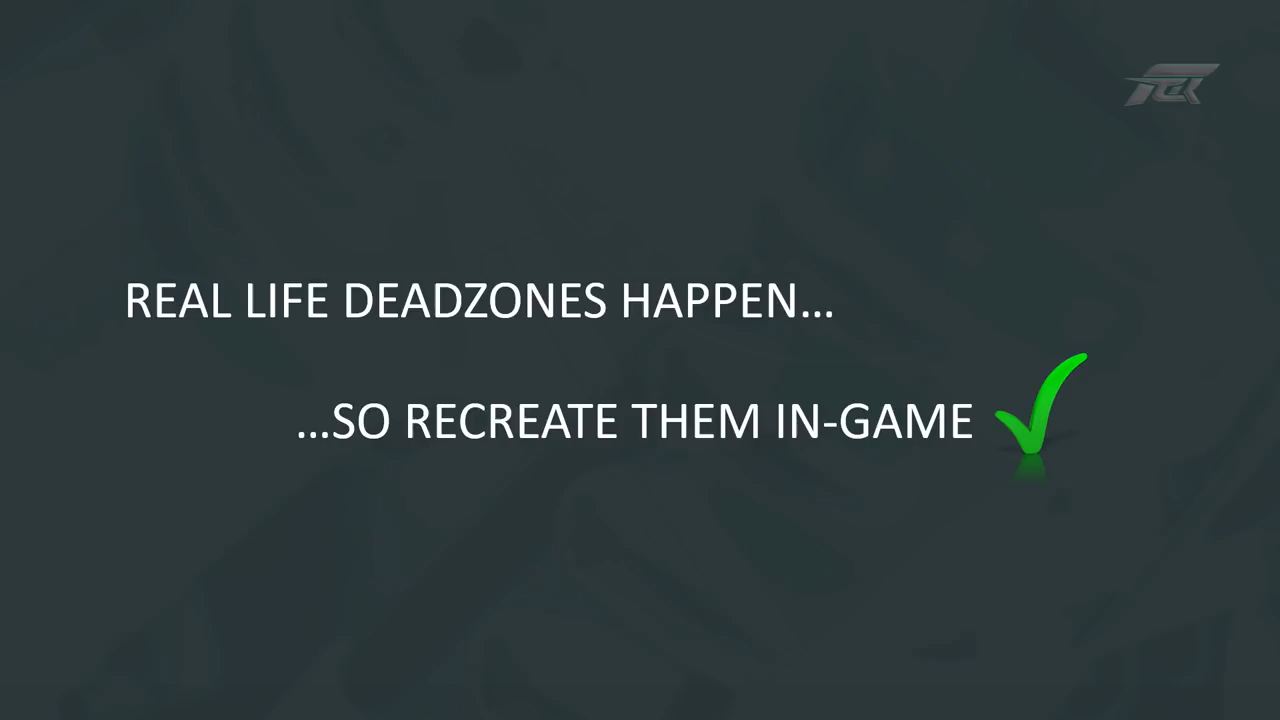 REAL LIFE DEADZONES HAPPEN...
...SO RECREATE THEM IN-GAME